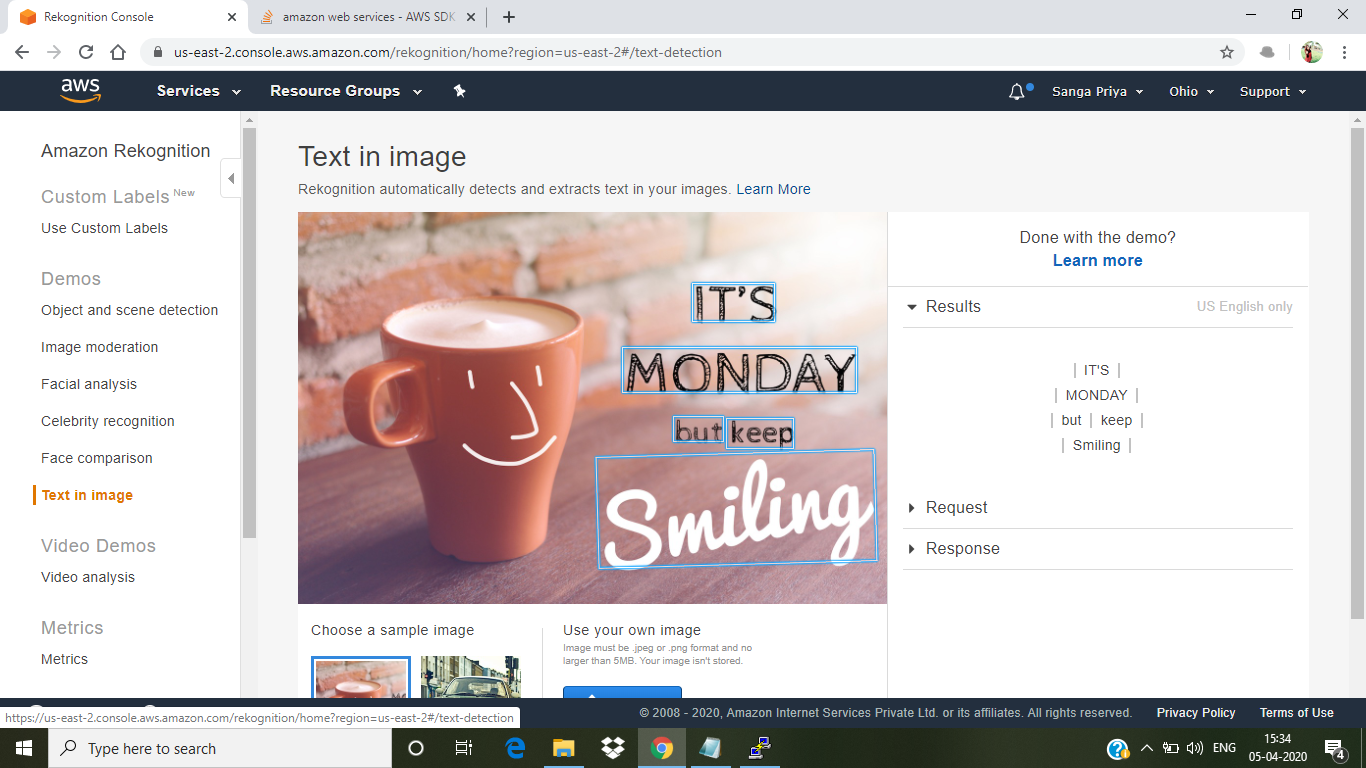 Rekognition Console
amazon web services - AWS SDK
us-east-2.console.aws.amazon.com/rekognition/home?region=us-east-2#/text-detection
aws
Services
Resource Groups
Sanga Priya
Ohio
Support
Amazon Rekognition
Custom Labels New
Use Custom Labels
Demos
Object and scene detection
Image moderation
Facial analysis
Celebrity recognition
Face comparison
Text in image
Video Demos
Video analysis
Metrics
Metrics
Text in image
Rekognition automatically detects and extracts text in your images. Learn More
IT'S
MONDAY
but keep
Smiling
Choose a sample image
Use your own image
Image must be .jpeg or .png format and no
larger than 5MB. Your image isn't stored.
Done with the demo?
Learn more
Results
US English only
| IT'S |
| MONDAY |
| but | keep |
| Smiling |
Request
Response
https://us-east-2.console.aws.amazon.com/rekognition/home?region=us-east-2#/text-detection
© 2008 - 2020, Amazon Internet Services Private Ltd. or its affiliates. All rights reserved.
Privacy Policy
Terms of Use
Type here to search
ENG
15:34
05-04-2020
4